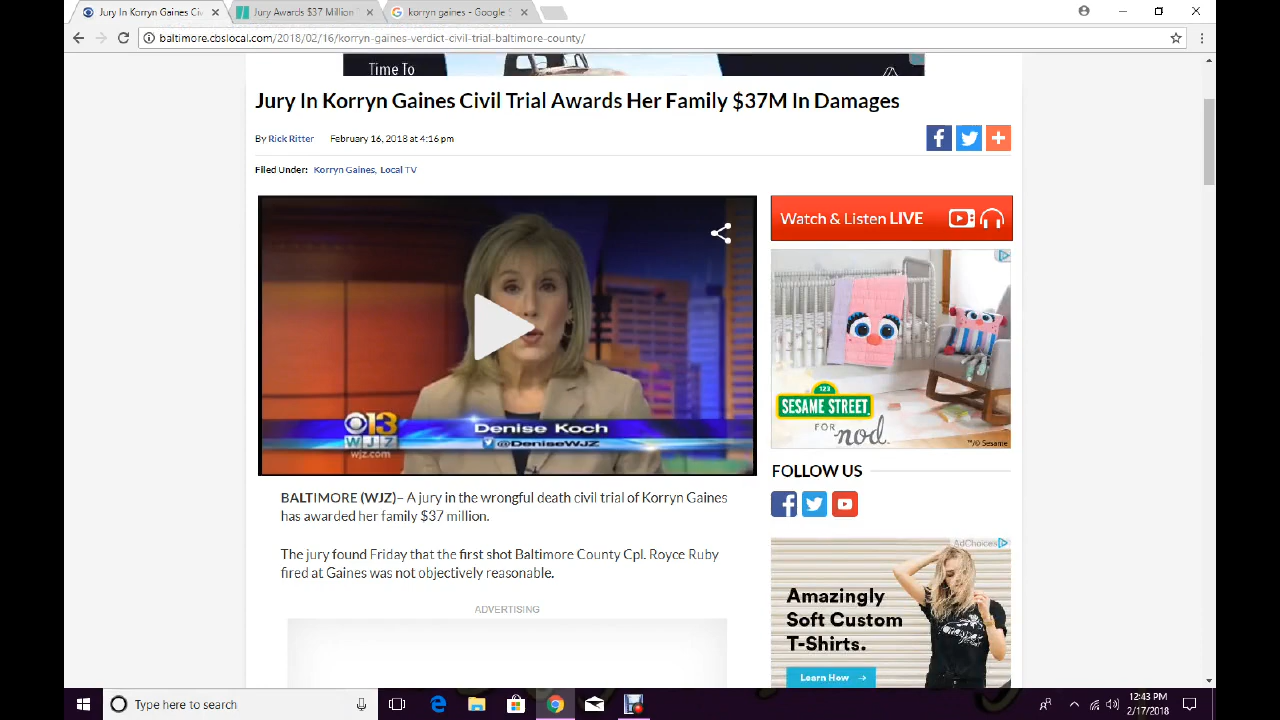 Jury In Korryn Gaines Civ
Jury Awards $37 Million
korryn gaines - Google
baltimore.cbslocal.com/2018/02/16/korryn-gaines-verdict-civil-trial-baltimore-county/
Time To
Jury In Korryn Gaines Civil Trial Awards Her Family $37M In Damages
By Rick Ritter February 16, 2018 at 4:16 pm
Filed Under: Korryn Gaines, Local TV
Watch & Listen LIVE
13
WJZ
wjz.com
Denise Koch
@DeniseWJZ
123
SESAME STREET
FOR nod
™/© Sesame
FOLLOW US
BALTIMORE (WJZ)– A jury in the wrongful death civil trial of Korryn Gaines
has awarded her family $37 million.
The jury found Friday that the first shot Baltimore County Cpl. Royce Ruby
fired at Gaines was not objectively reasonable.
ADVERTISING
AdChoices
Amazingly
Soft Custom
T-Shirts.
Learn How
Type here to search
12:43 PM
2/17/2018